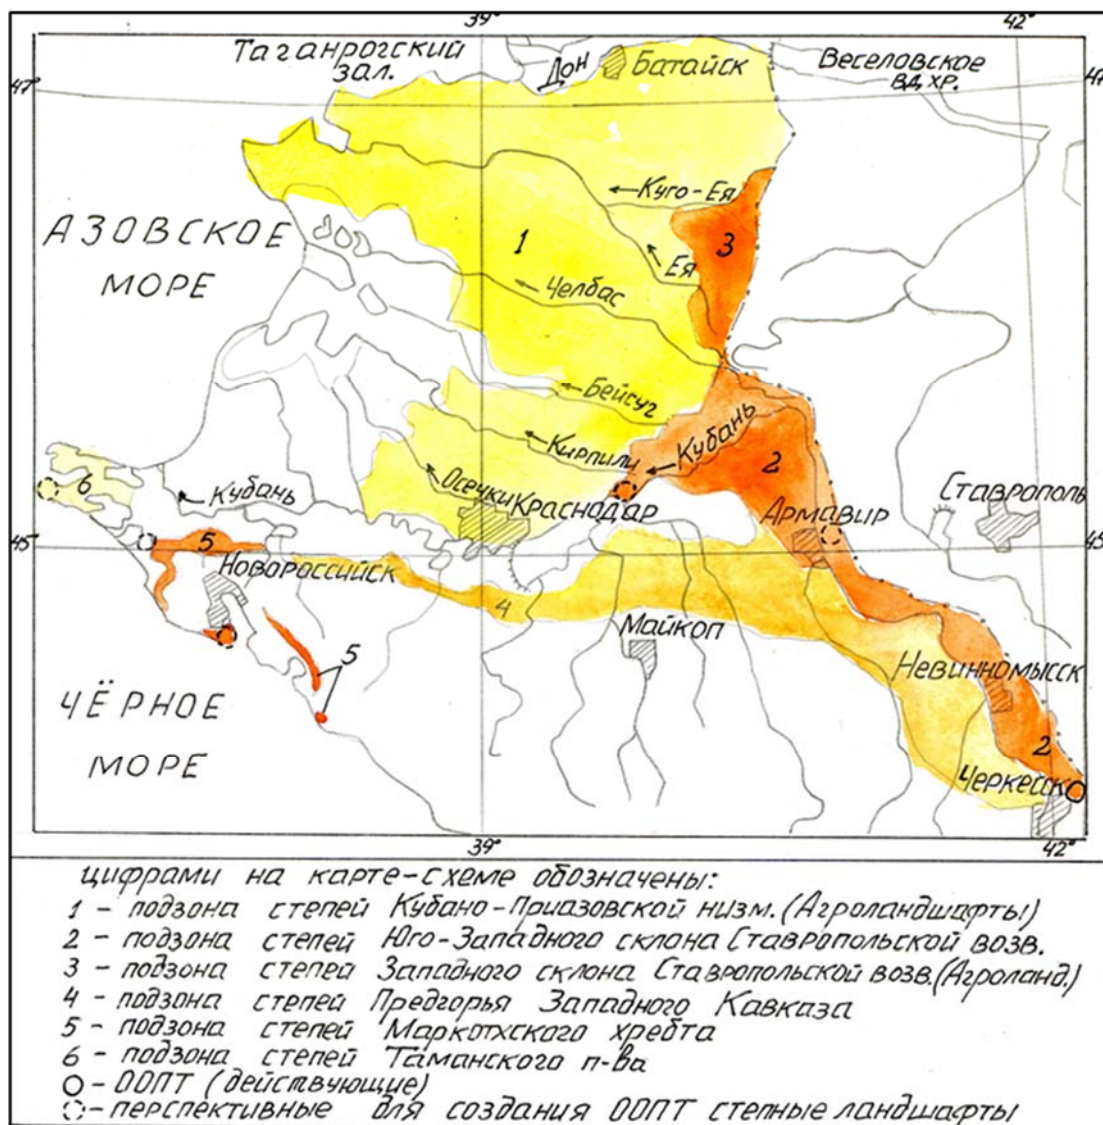 39° 42°
Таганрогский
зал.
Дон
Батайск
Веселовское
вд.хр.
47° 47
Куго-Ея
АЗОВСКОЕ
МОРЕ
1
3
Ея
Челбас
Бейсуг
Кирпили
Кубань
2
6
Кубань
Осечки
Краснодар
Армавир
Ставрополь
45° 45
5
Новороссийск
4
Майкоп
5
Невинномысск
ЧЁРНОЕ
МОРЕ
2
Черкесск
39° 42°
цифрами на карте-схеме обозначены:
1 - подзона степей Кубано-Приазовской низм. (Агроландшафты)
2 - подзона степей Юго-Западного склона Ставропольской возв.
3 - подзона степей Западного склона Ставропольской возв. (Агроланд.)
4 - подзона степей Предгорья Западного Кавказа
5 - подзона степей Маркотхского хребта
6 - подзона степей Таманского п-ва
- ООПТ (действующие)
- перспективные для создания ООПТ степные ландшафты